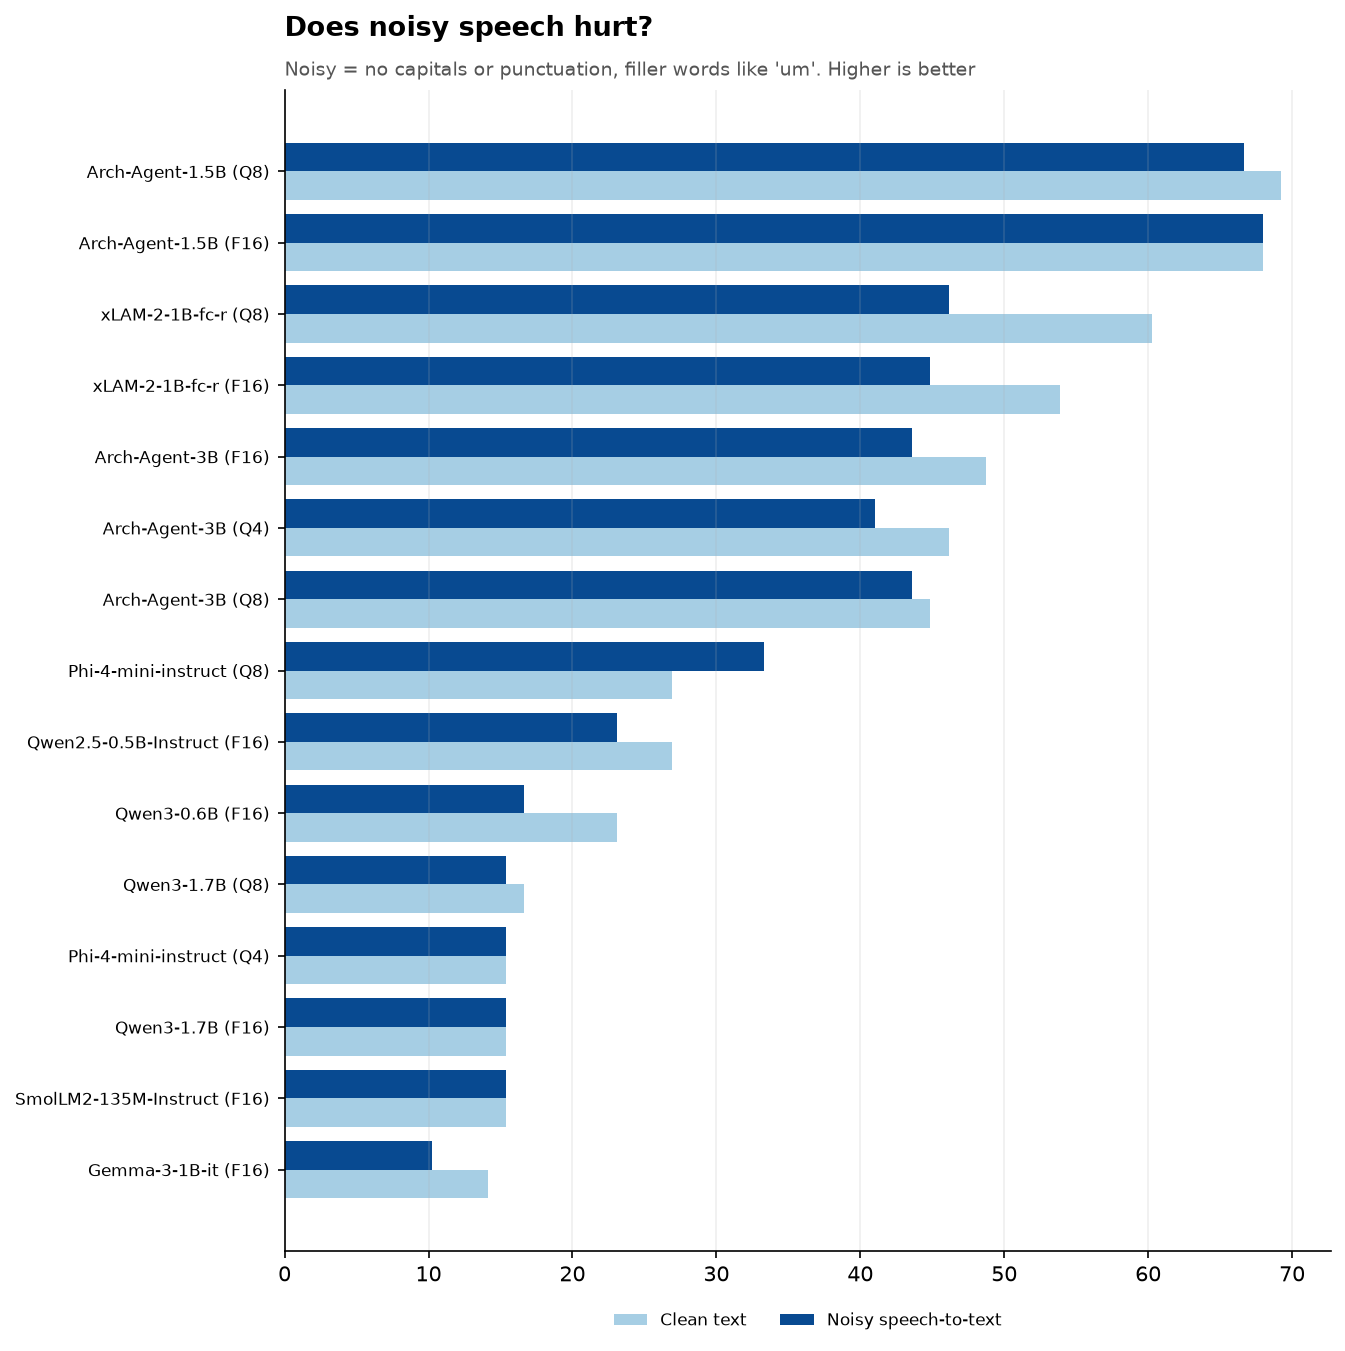 Does noisy speech hurt?
Noisy = no capitals or punctuation, filler words like 'um'. Higher is better
Arch-Agent-1.5B (Q8)
Arch-Agent-1.5B (F16)
xLAM-2-1B-fc-r (Q8)
xLAM-2-1B-fc-r (F16)
Arch-Agent-3B (F16)
Arch-Agent-3B (Q4)
Arch-Agent-3B (Q8)
Phi-4-mini-instruct (Q8)
Qwen2.5-0.5B-Instruct (F16)
Qwen3-0.6B (F16)
Qwen3-1.7B (Q8)
Phi-4-mini-instruct (Q4)
Qwen3-1.7B (F16)
SmolLM2-135M-Instruct (F16)
Gemma-3-1B-it (F16)
0 10 20 30 40 50 60 70
Clean text Noisy speech-to-text